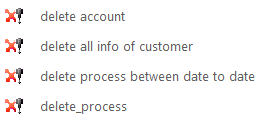 delete account
delete all info of customer
delete process between date to date
delete_process